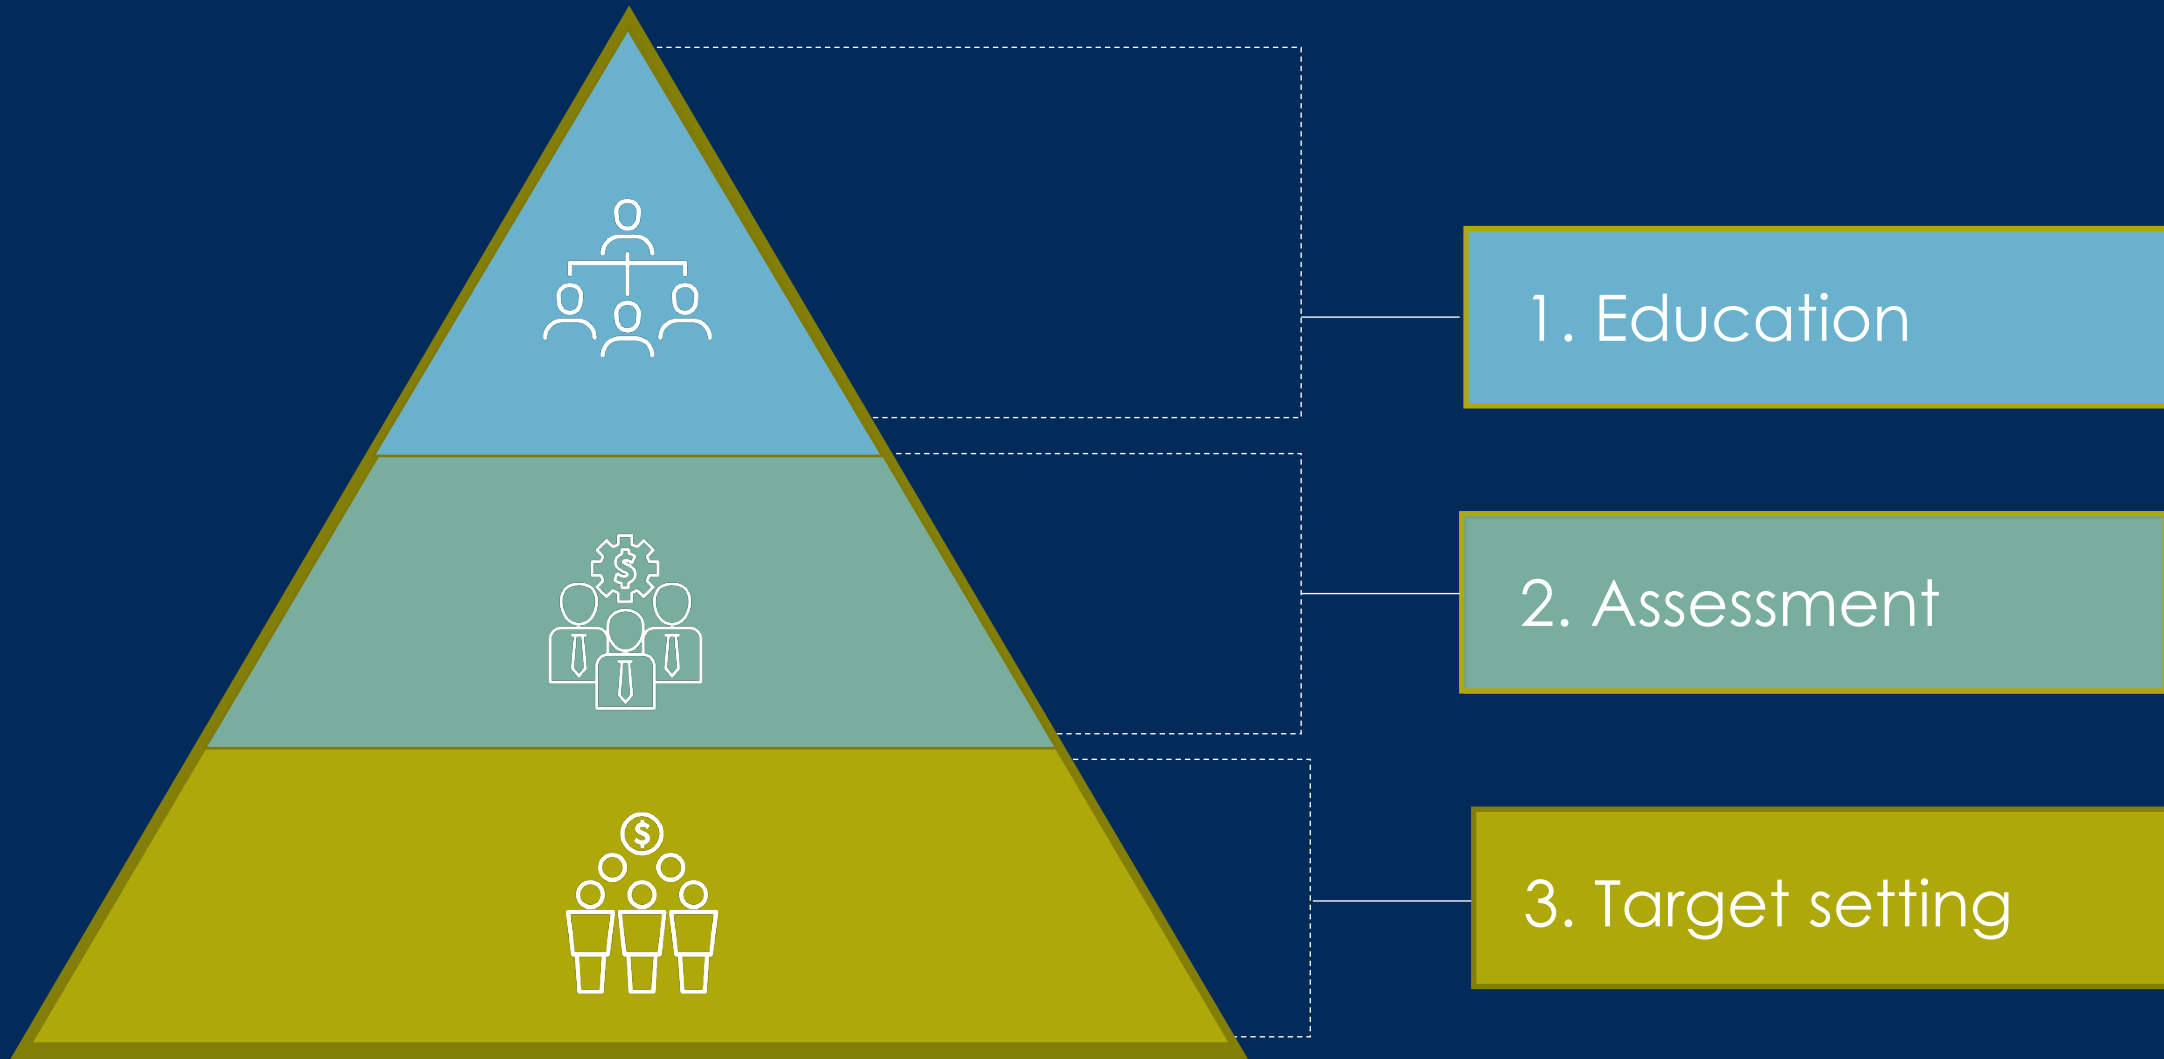 1. Education
$
2. Assessment
$
3. Target setting